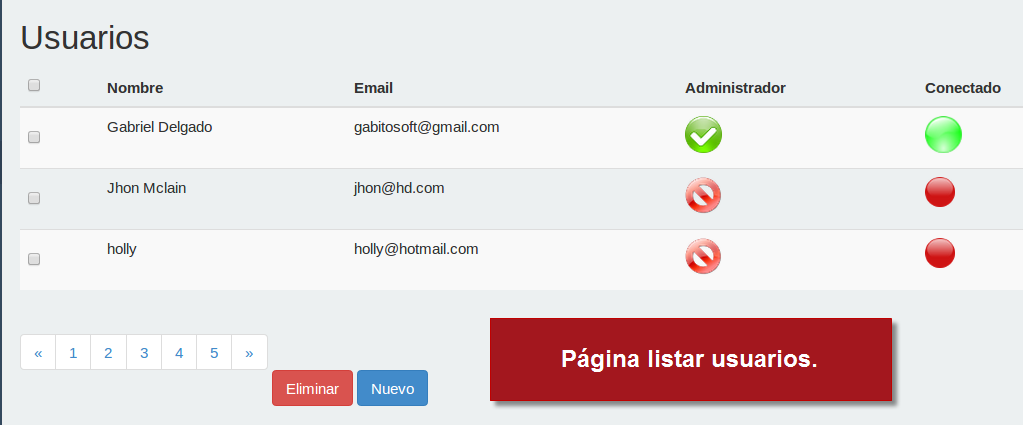 Usuarios
Nombre Email Administrador Conectado
Gabriel Delgado gabitosoft@gmail.com
Jhon Mclain jhon@hd.com
holly holly@hotmail.com
« 1 2 3 4 5 »
Página listar usuarios.
Eliminar Nuevo